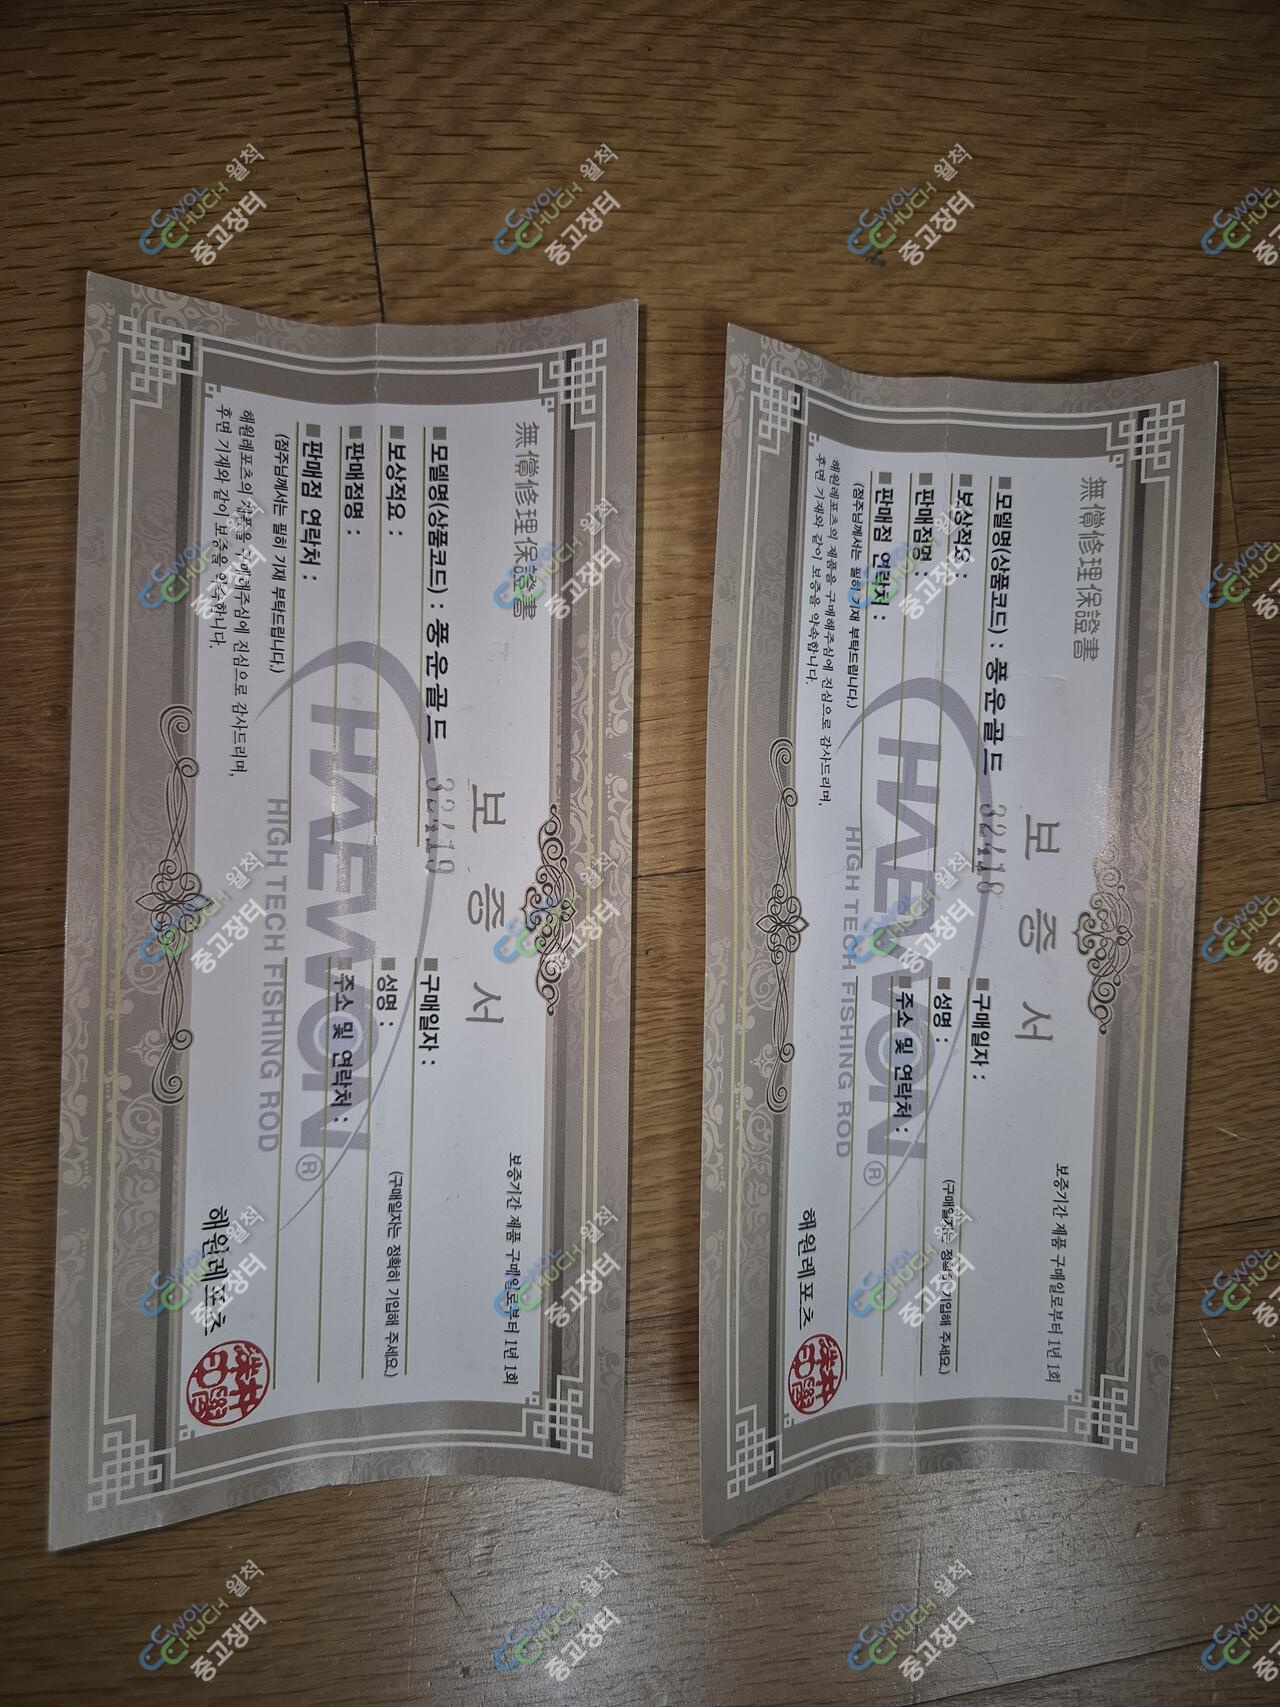 無償修理保證書
보 증 서
보증기간 제품 구매일로부터 1년 1회
■ 모델명(상품코드) : 풍운골드 32419
■ 보상적요 :
■ 판매점명 :
■ 판매점 연락처 :
(점주님께서는 필히 기재 부탁드립니다.)
■ 구매일자 :
(구매일자는 정확히 기입해 주세요.)
■ 성명 :
■ 주소 및 연락처 :
HAEWON®
HIGH TECH FISHING ROD
해원레포츠의 제품을 구매해주심에 진심으로 감사드리며,
후면 기재와 같이 보증을 약속합니다.
해원레포츠
無償修理保證書
보 증 서
보증기간 제품 구매일로부터 1년 1회
■ 모델명(상품코드) : 풍운골드 32418
■ 보상적요 :
■ 판매점명 :
■ 판매점 연락처 :
(점주님께서는 필히 기재 부탁드립니다.)
■ 구매일자 :
(구매일자는 정확히 기입해 주세요.)
■ 성명 :
■ 주소 및 연락처 :
HAEWON®
HIGH TECH FISHING ROD
해원레포츠의 제품을 구매해주심에 진심으로 감사드리며,
후면 기재와 같이 보증을 약속합니다.
해원레포츠
CWOL CHUCH 월척 중고장터